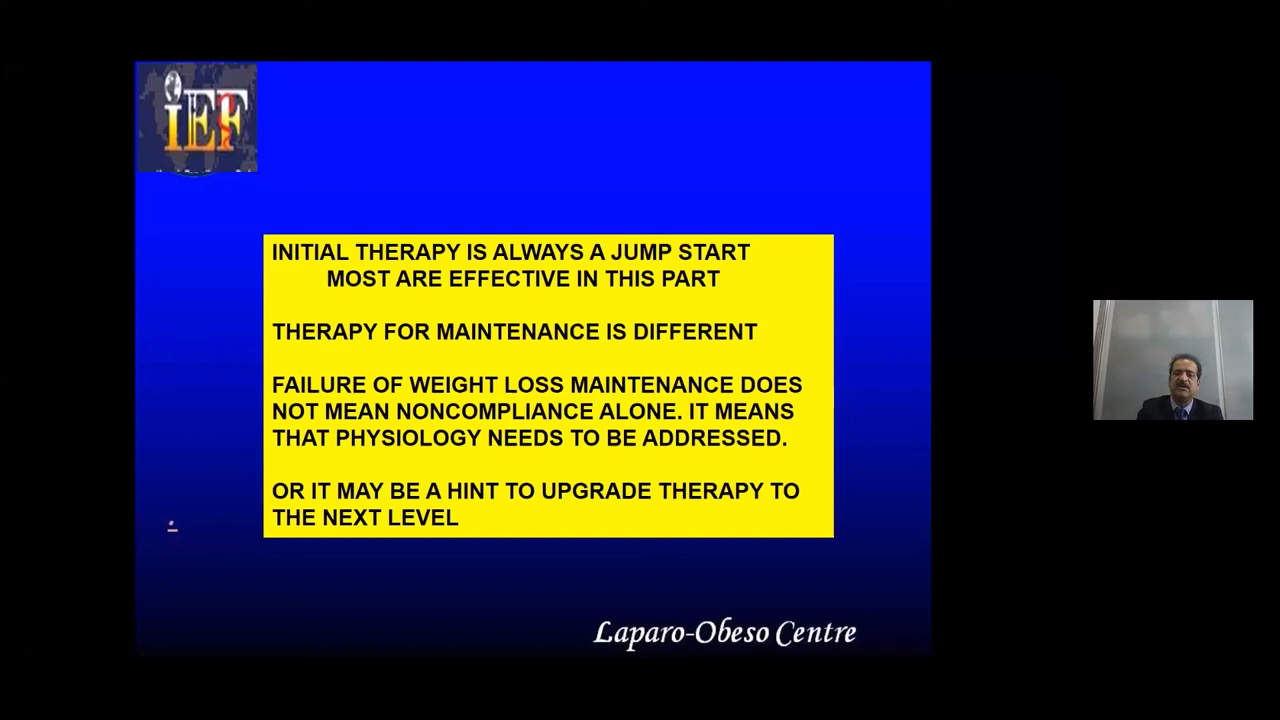 iEF
INITIAL THERAPY IS ALWAYS A JUMP START
MOST ARE EFFECTIVE IN THIS PART
THERAPY FOR MAINTENANCE IS DIFFERENT
FAILURE OF WEIGHT LOSS MAINTENANCE DOES
NOT MEAN NONCOMPLIANCE ALONE. IT MEANS
THAT PHYSIOLOGY NEEDS TO BE ADDRESSED.
OR IT MAY BE A HINT TO UPGRADE THERAPY TO
THE NEXT LEVEL
Laparo-Obeso Centre